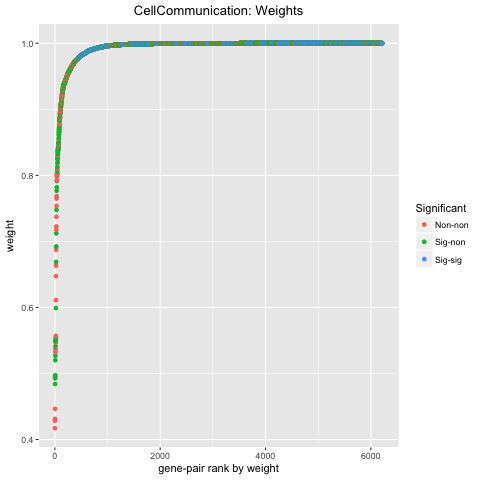 CellCommunication: Weights
1.0
0.8
0.6
0.4
weight
0 2000 4000 6000
gene-pair rank by weight
Significant
Non-non
Sig-non
Sig-sig